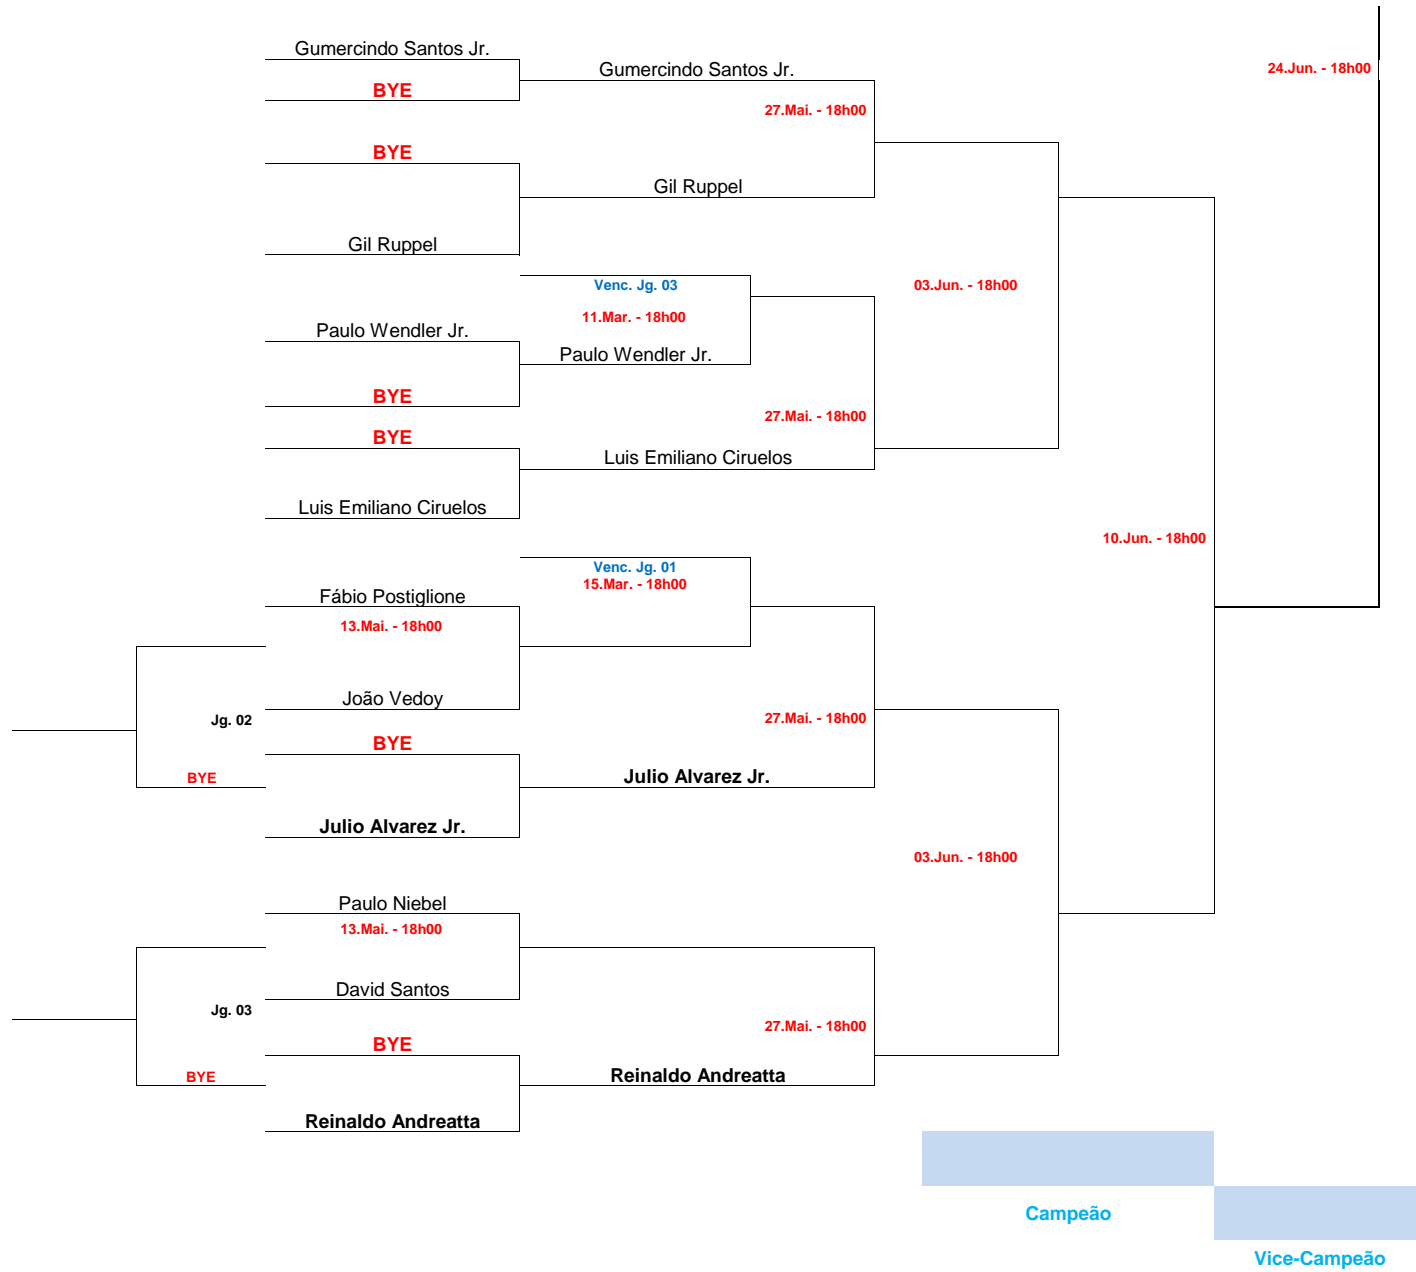 Gumercindo Santos Jr.
Gumercindo Santos Jr.
24.Jun. - 18h00
BYE
27.Mai. - 18h00
BYE
Gil Ruppel
Gil Ruppel
Venc. Jg. 03
03.Jun. - 18h00
11.Mar. - 18h00
Paulo Wendler Jr.
Paulo Wendler Jr.
BYE
27.Mai. - 18h00
BYE
Luis Emiliano Ciruelos
Luis Emiliano Ciruelos
10.Jun. - 18h00
Venc. Jg. 01
15.Mar. - 18h00
Fábio Postiglione
13.Mai. - 18h00
João Vedoy
Jg. 02
27.Mai. - 18h00
BYE
BYE
Julio Alvarez Jr.
Julio Alvarez Jr.
03.Jun. - 18h00
Paulo Niebel
13.Mai. - 18h00
David Santos
Jg. 03
27.Mai. - 18h00
BYE
BYE
Reinaldo Andreatta
Reinaldo Andreatta
Campeão
Vice-Campeão